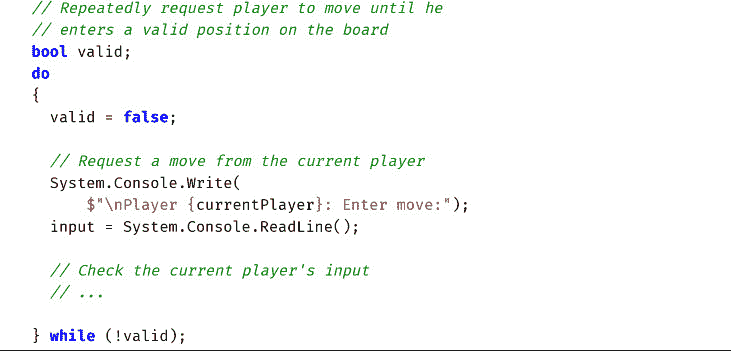 // Repeatedly request player to move until he
// enters a valid position on the board
bool valid;
do
{
  valid = false;

  // Request a move from the current player
  System.Console.Write(
      $"\nPlayer {currentPlayer}: Enter move:");
  input = System.Console.ReadLine();

  // Check the current player's input
  // ...

} while (!valid);